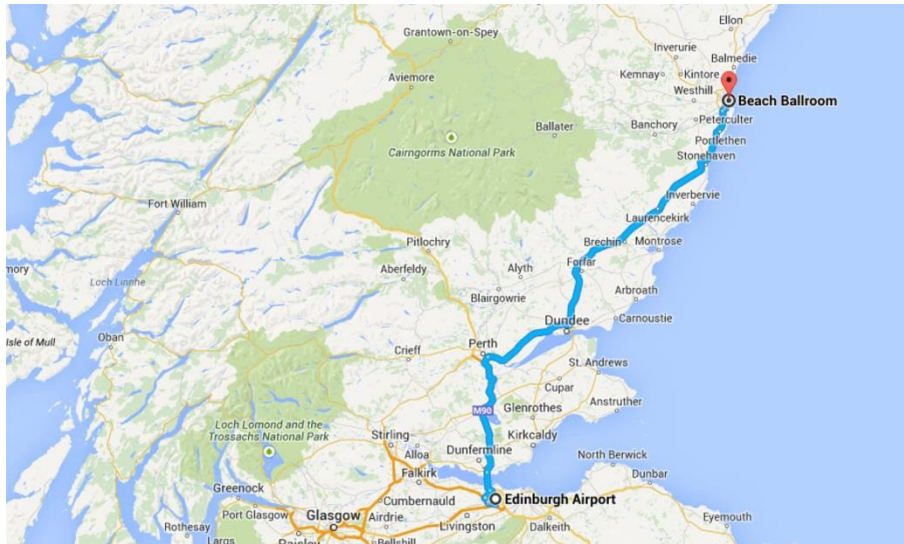 Ellon
Grantown-on-Spey
Inverurie
Balmedie
Aviemore
Kemnay
Kintore
Westhill
Beach Ballroom
Ballater
Banchory
Peterculter
Portlethen
Cairngorms National Park
Stonehaven
Inverbervie
Fort William
Laurencekirk
Pitlochry
Brechin
Montrose
Forfar
mory
Aberfeldy
Alyth
Loch Linnhe
Arbroath
Blairgowrie
Carnoustie
Dundee
Oban
Isle of Mull
Perth
Crieff
St. Andrews
Cupar
Anstruther
M90
Glenrothes
Loch Lomond and the
Trossachs National Park
Stirling
Kirkcaldy
Alloa
Dunfermline
North Berwick
Falkirk
Dunbar
Greenock
Cumbernauld
Edinburgh Airport
Port Glasgow
Glasgow
Airdrie
Eyemouth
Rothesay
Livingston
Dalkeith
Largs
Paisley
Bellshill